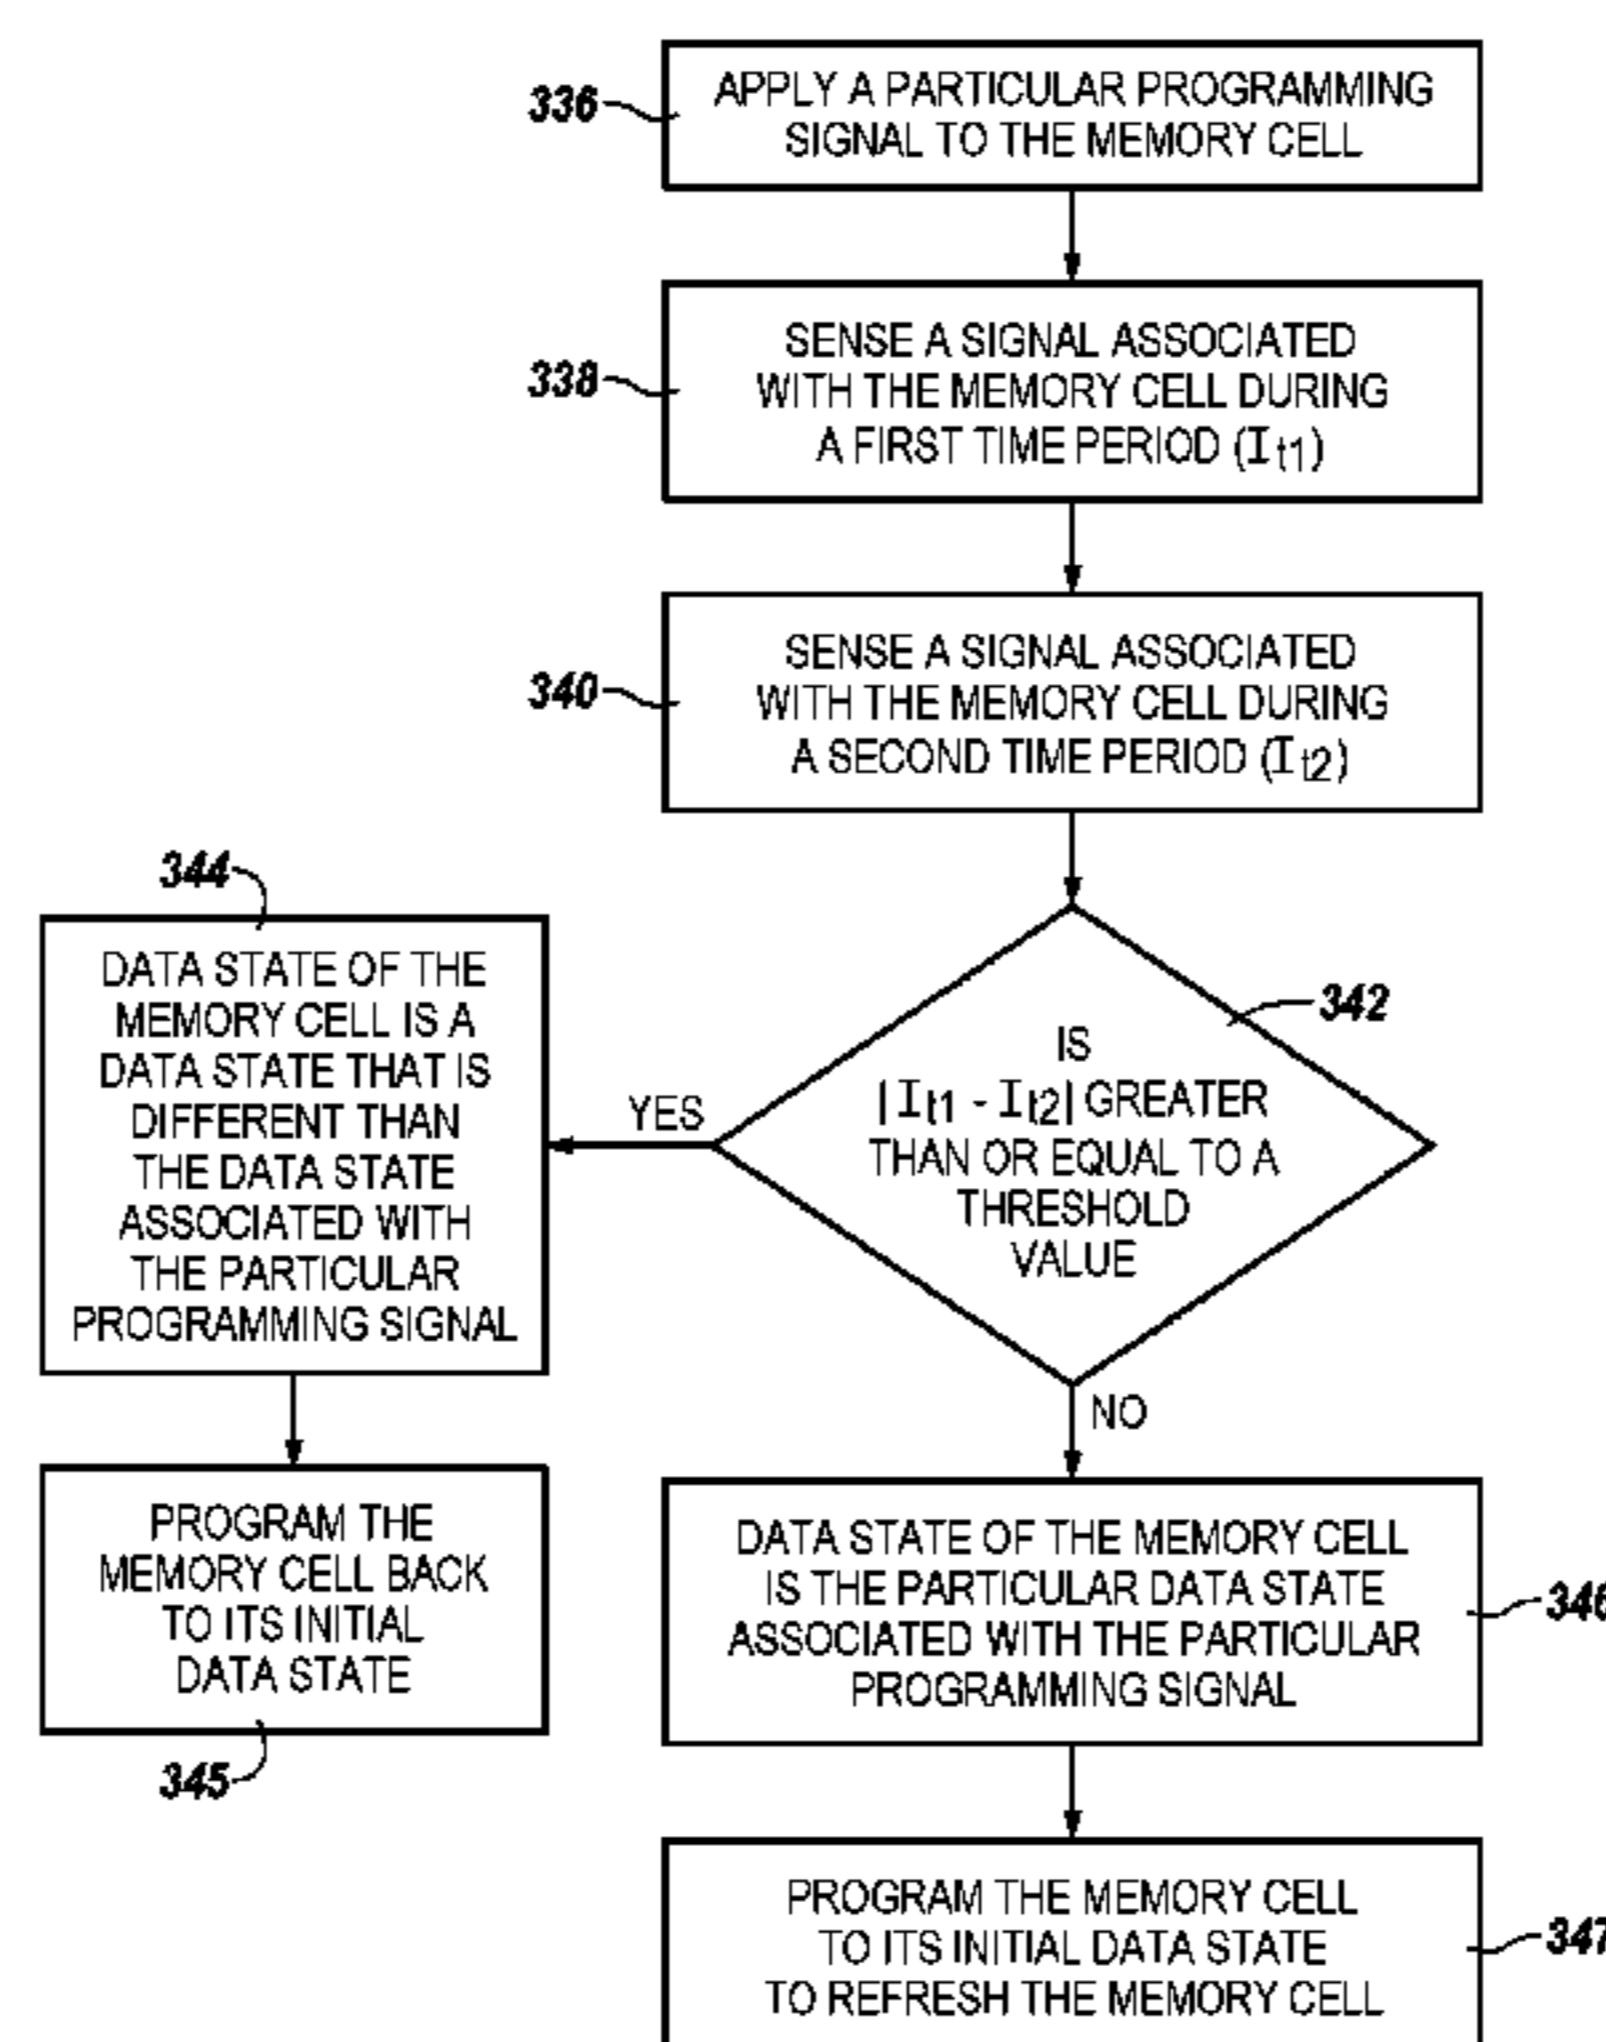 336
APPLY A PARTICULAR PROGRAMMING
SIGNAL TO THE MEMORY CELL
338
SENSE A SIGNAL ASSOCIATED
WITH THE MEMORY CELL DURING
A FIRST TIME PERIOD (It1)
340
SENSE A SIGNAL ASSOCIATED
WITH THE MEMORY CELL DURING
A SECOND TIME PERIOD (It2)
342
IS
|It1 - It2| GREATER
THAN OR EQUAL TO A
THRESHOLD
VALUE
YES
344
DATA STATE OF THE
MEMORY CELL IS A
DATA STATE THAT IS
DIFFERENT THAN
THE DATA STATE
ASSOCIATED WITH
THE PARTICULAR
PROGRAMMING SIGNAL
PROGRAM THE
MEMORY CELL BACK
TO ITS INITIAL
DATA STATE
345
NO
DATA STATE OF THE MEMORY CELL
IS THE PARTICULAR DATA STATE
ASSOCIATED WITH THE PARTICULAR
PROGRAMMING SIGNAL
346
PROGRAM THE MEMORY CELL
TO ITS INITIAL DATA STATE
TO REFRESH THE MEMORY CELL
347